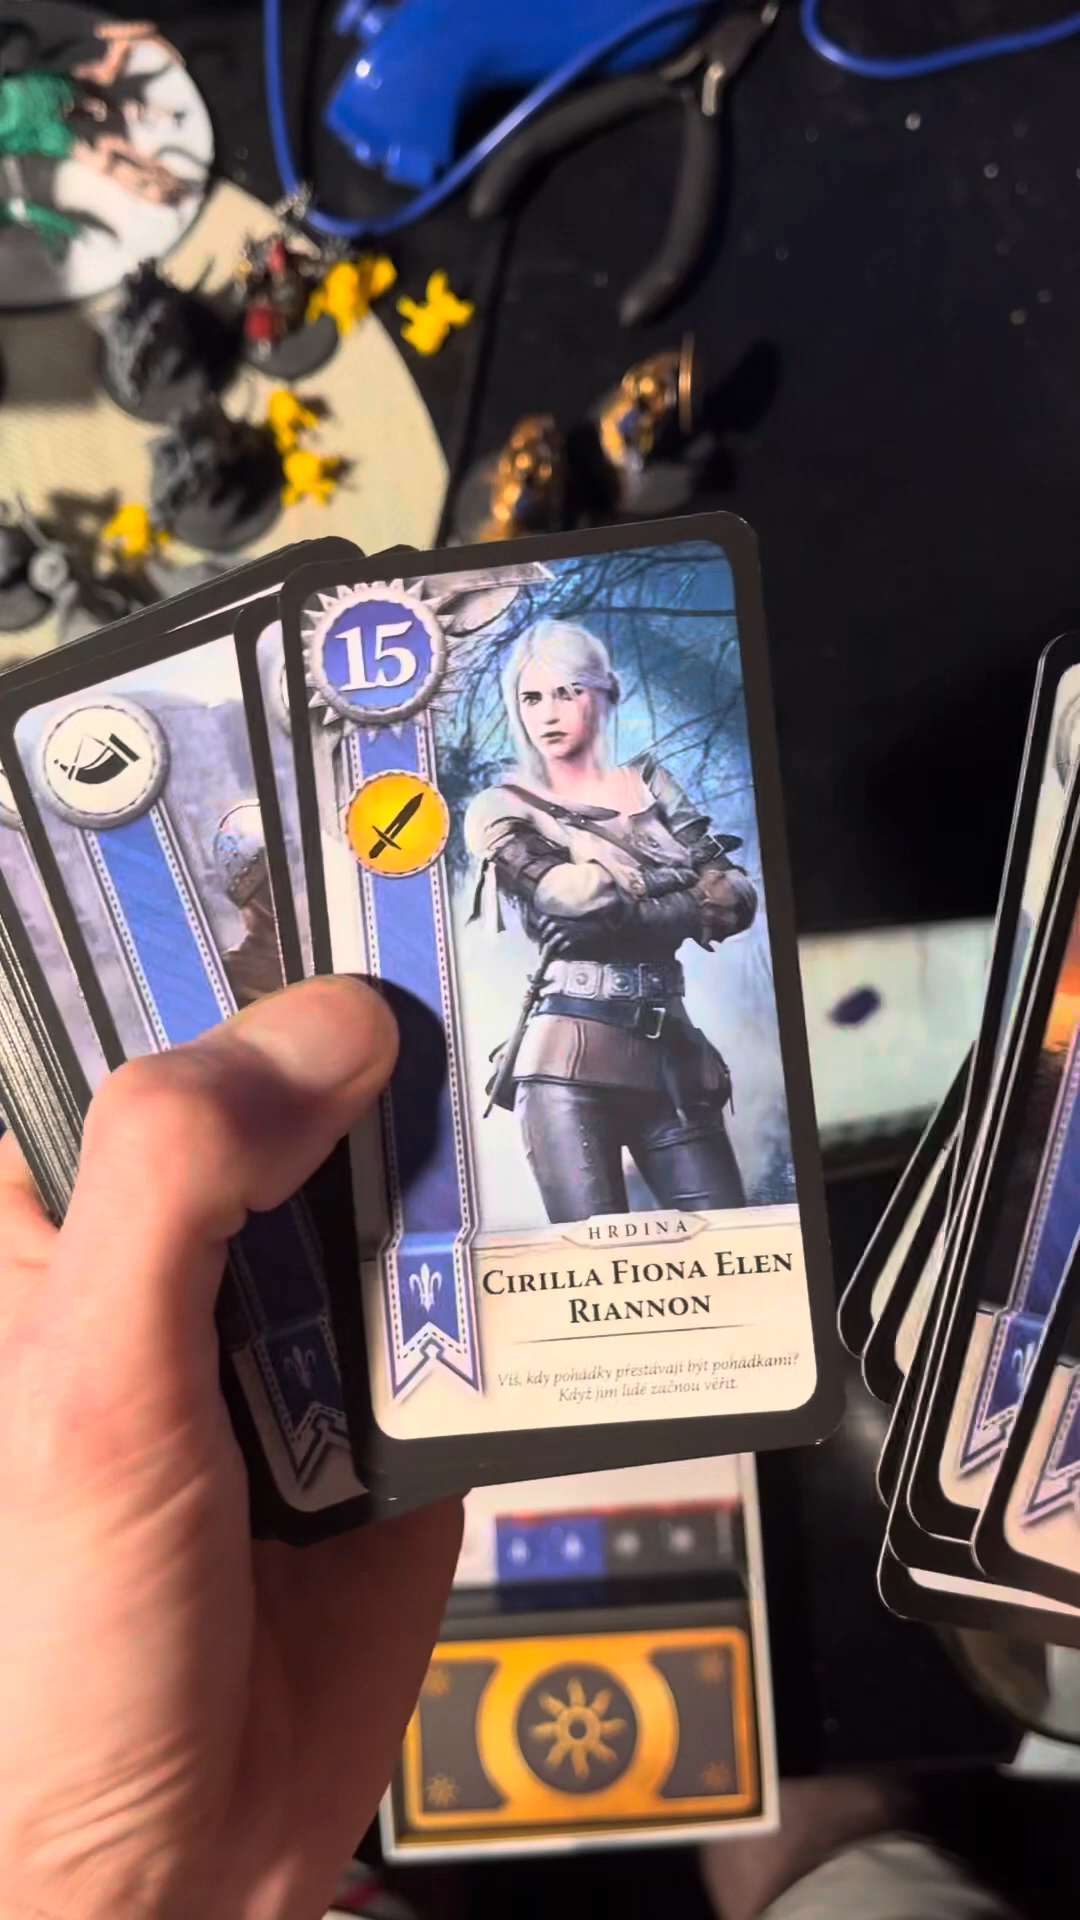 15
HRDINA
CIRILLA FIONA ELEN
RIANNON
Víš, kdy pohádky přestávají být pohádkami?
Když jim lidé začnou věřit.